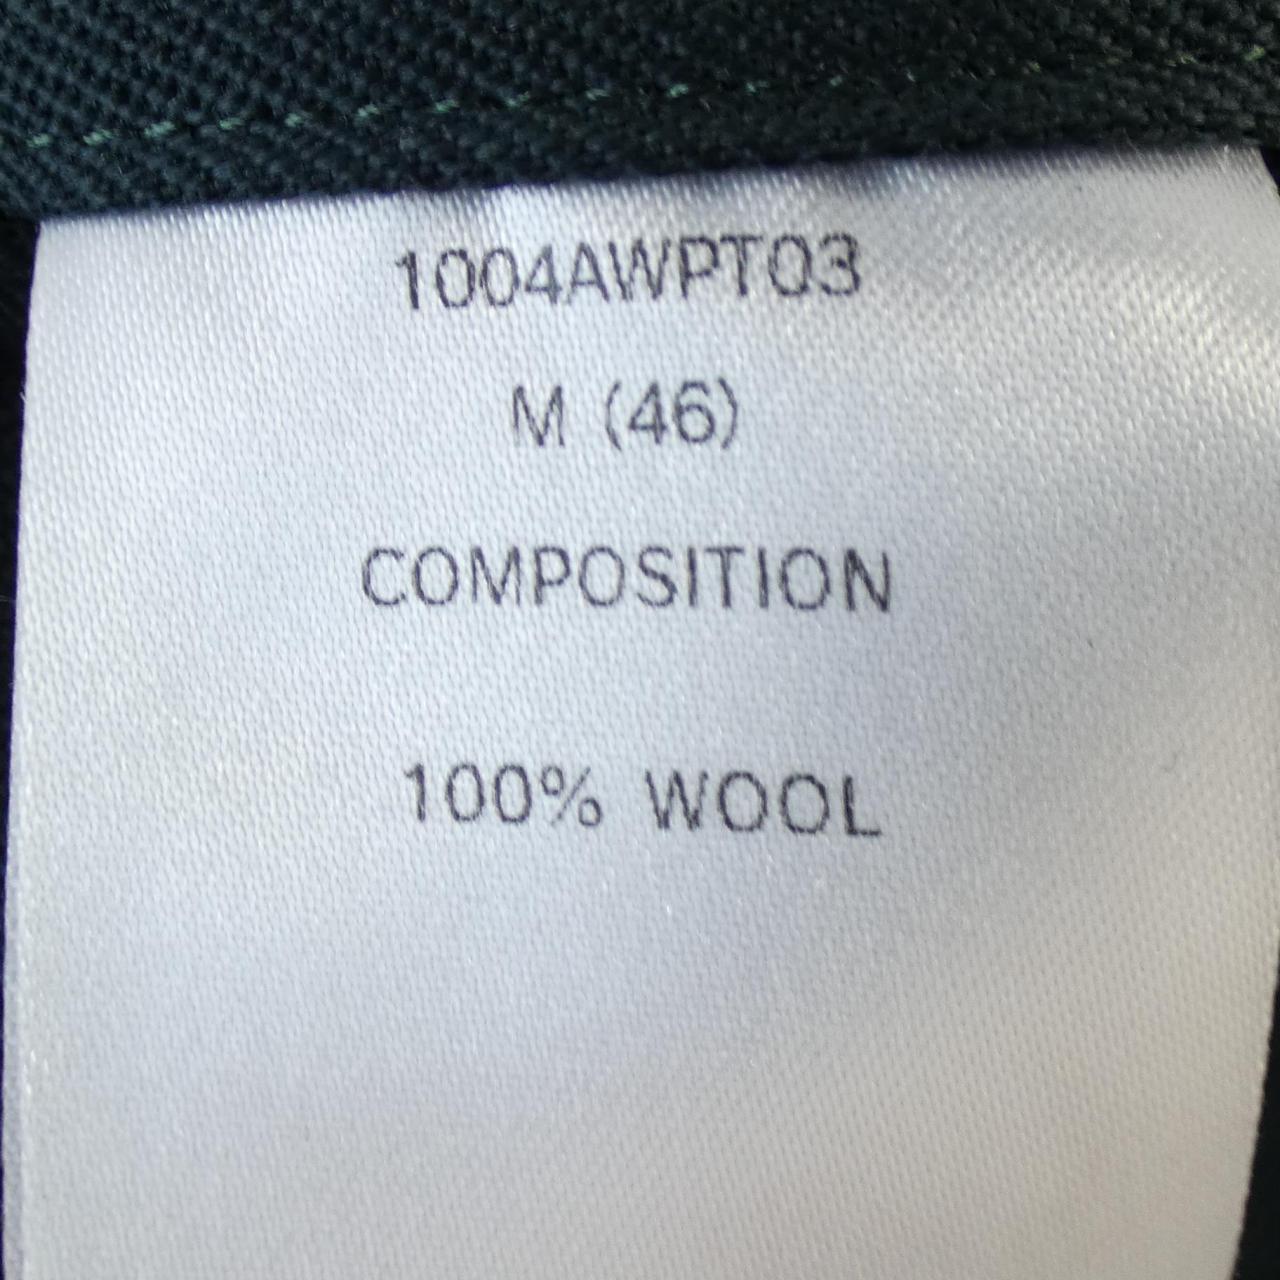 1004AWPT03
M (46)
COMPOSITION
100% WOOL